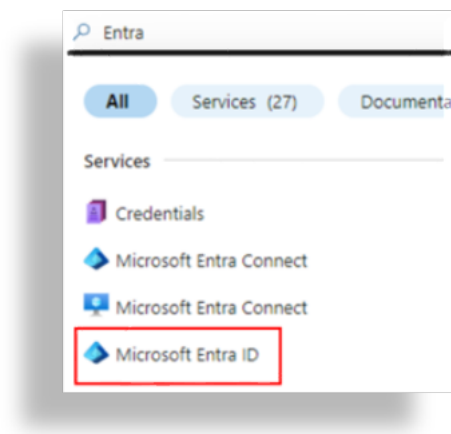 Entra
All Services (27) Documenta
Services
Credentials
Microsoft Entra Connect
Microsoft Entra Connect
Microsoft Entra ID